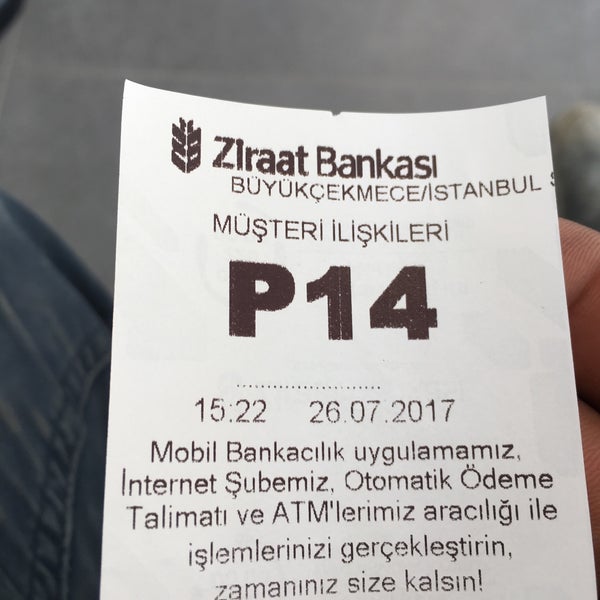 Ziraat Bankası
BÜYÜKÇEKMECE/İSTANBUL
MÜŞTERİ İLİŞKİLERİ
P14
........................
15:22 26.07.2017
Mobil Bankacılık uygulamamız,
İnternet Şubemiz, Otomatik Ödeme
Talimatı ve ATM'lerimiz aracılığı ile
işlemlerinizi gerçekleştirin,
zamanınız size kalsın!